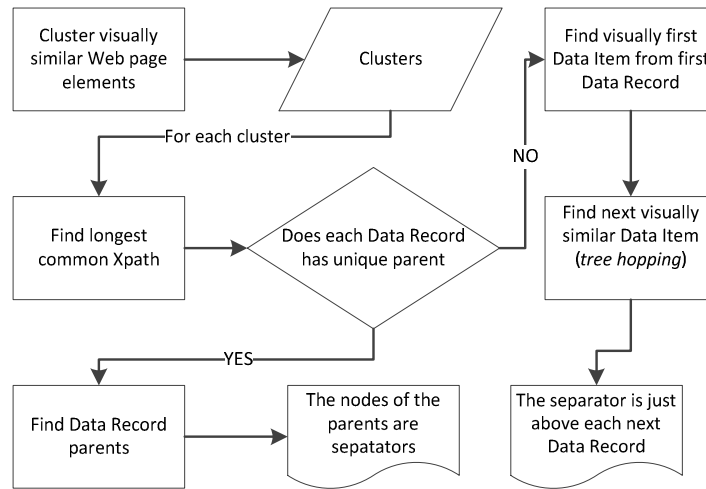 Cluster visually
similar Web page
elements
Clusters
Find visually first
Data Item from first
Data Record
For each cluster
NO
Find longest
common Xpath
Does each Data Record
has unique parent
Find next visually
similar Data Item
(tree hopping)
YES
Find Data Record
parents
The nodes of the
parents are
sepatators
The separator is just
above each next
Data Record